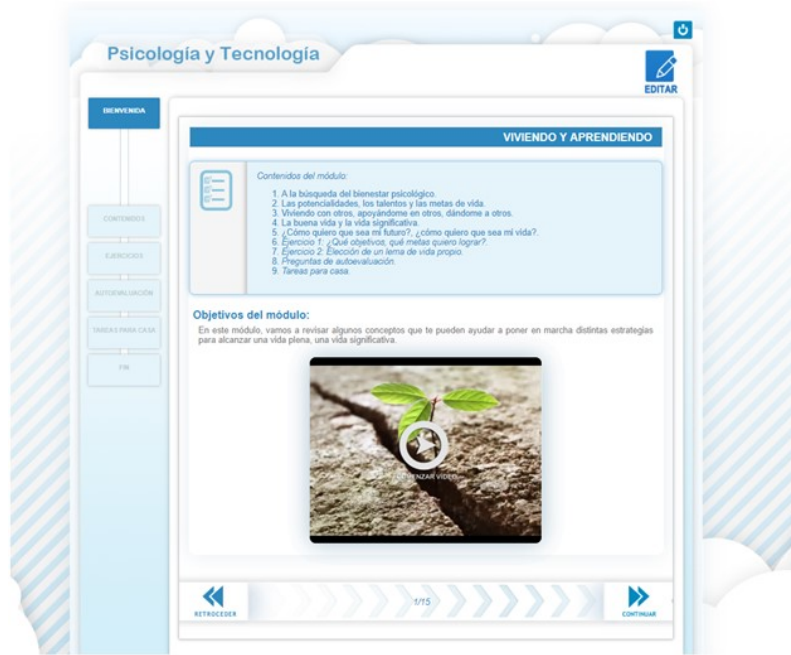 Psicología y Tecnología
EDITAR
BIENVENIDA
CONTENIDOS
EJERCICIOS
AUTOEVALUACIÓN
TAREAS PARA CASA
FIN
VIVIENDO Y APRENDIENDO
Contenidos del módulo:
1. A la búsqueda del bienestar psicológico.
2. Las potencialidades, los talentos y las metas de vida.
3. Viviendo con otros, apoyándome en otros, dándome a otros.
4. La buena vida y la vida significativa.
5. ¿Cómo quiero que sea mi futuro?, ¿cómo quiero que sea mi vida?.
6. Ejercicio 1: ¿Qué objetivos, qué metas quiero lograr?.
7. Ejercicio 2: Elección de un lema de vida propio.
8. Preguntas de autoevaluación.
9. Tareas para casa.
Objetivos del módulo:
En este módulo, vamos a revisar algunos conceptos que te pueden ayudar a poner en marcha distintas estrategias
para alcanzar una vida plena, una vida significativa.
COMENZAR VÍDEO
RETROCEDER
1/15
CONTINUAR